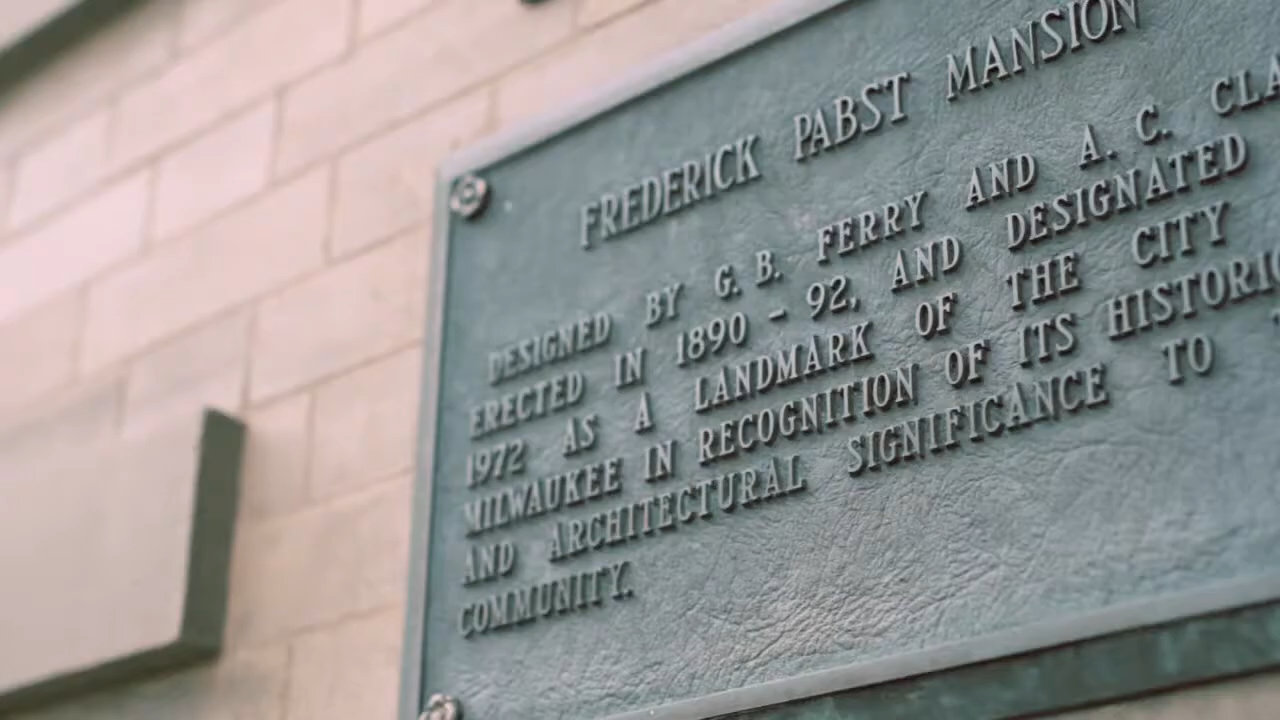 FREDERICK PABST MANSION
DESIGNED BY G. B. FERRY AND A. C.
ERECTED IN 1890 - 92, AND DESIGNATED
1972 AS A LANDMARK OF THE CITY
MILWAUKEE IN RECOGNITION OF ITS
AND ARCHITECTURAL SIGNIFICANCE TO
COMMUNITY.